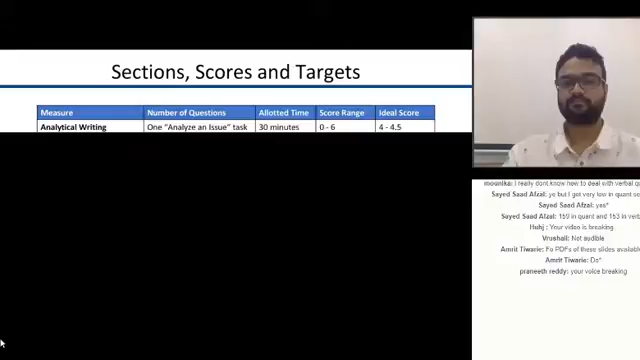 Sections, Scores and Targets
Measure Number of Questions Allotted Time Score Range Ideal Score
Analytical Writing One "Analyze an Issue" task 30 minutes 0 - 6 4 - 4.5
mounika: I really dont know how to deal with verbal q
Sayed Saad Afzal: ye but I got very low in quant se
Sayed Saad Afzal: yes*
Sayed Saad Afzal: 159 in quant and 153 in verb
Huhj : Your video is breaking
Vrushali: Not audible
Amrit Tiwarie: Fo PDFs of these slides available
Amrit Tiwarie: Do*
praneeth reddy: your voice breaking